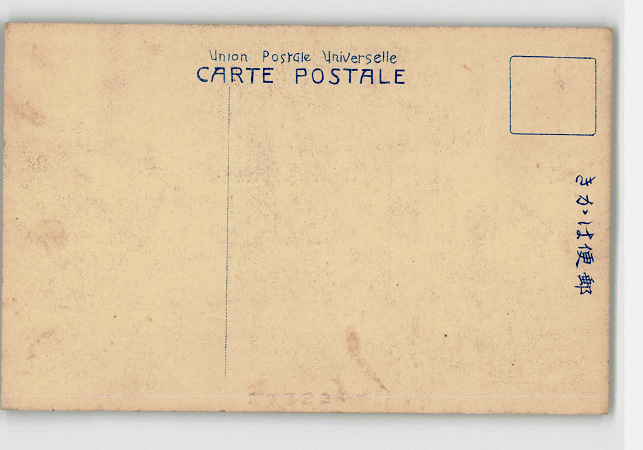 Union Postale Universelle
CARTE POSTALE
郵便はがき